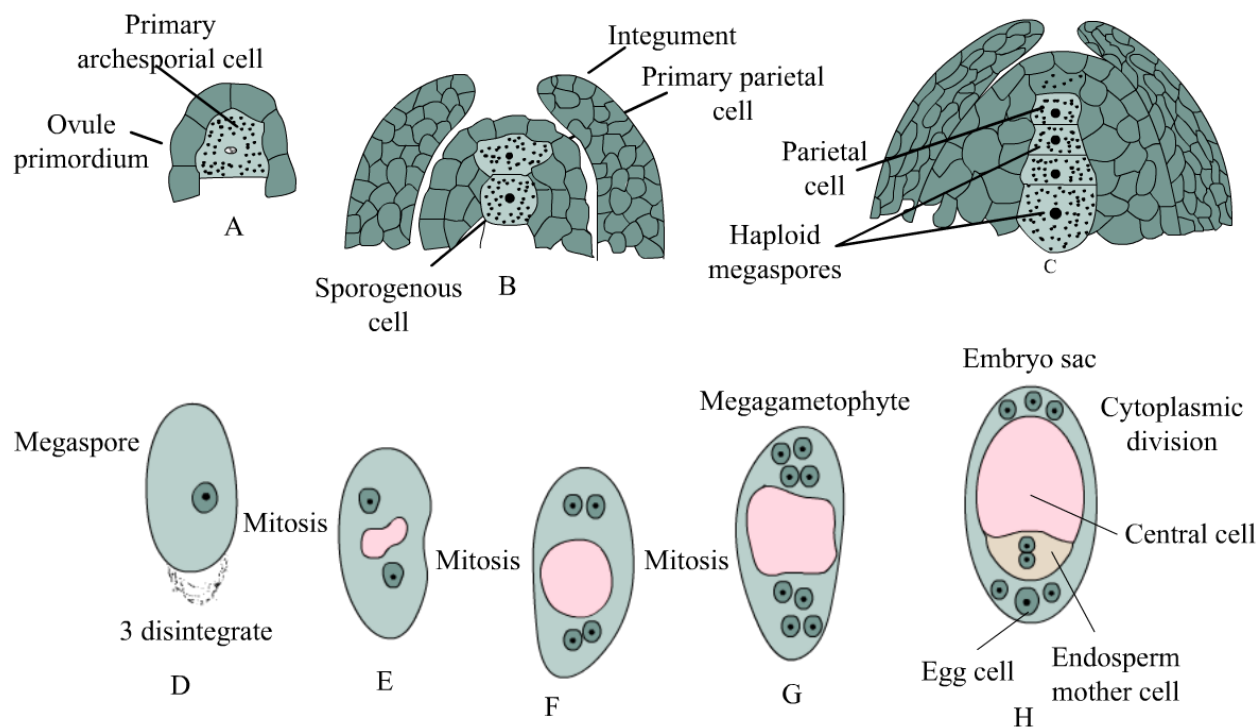 Primary
archesporial cell
Ovule
primordium
A
Integument
Primary parietal
cell
Sporogenous
cell
B
Parietal
cell
Haploid
megaspores
C
Megaspore
3 disintegrate
D
Mitosis
E
Mitosis
F
Mitosis
Megagametophyte
G
Embryo sac
Cytoplasmic
division
Central cell
Egg cell
Endosperm
mother cell
H